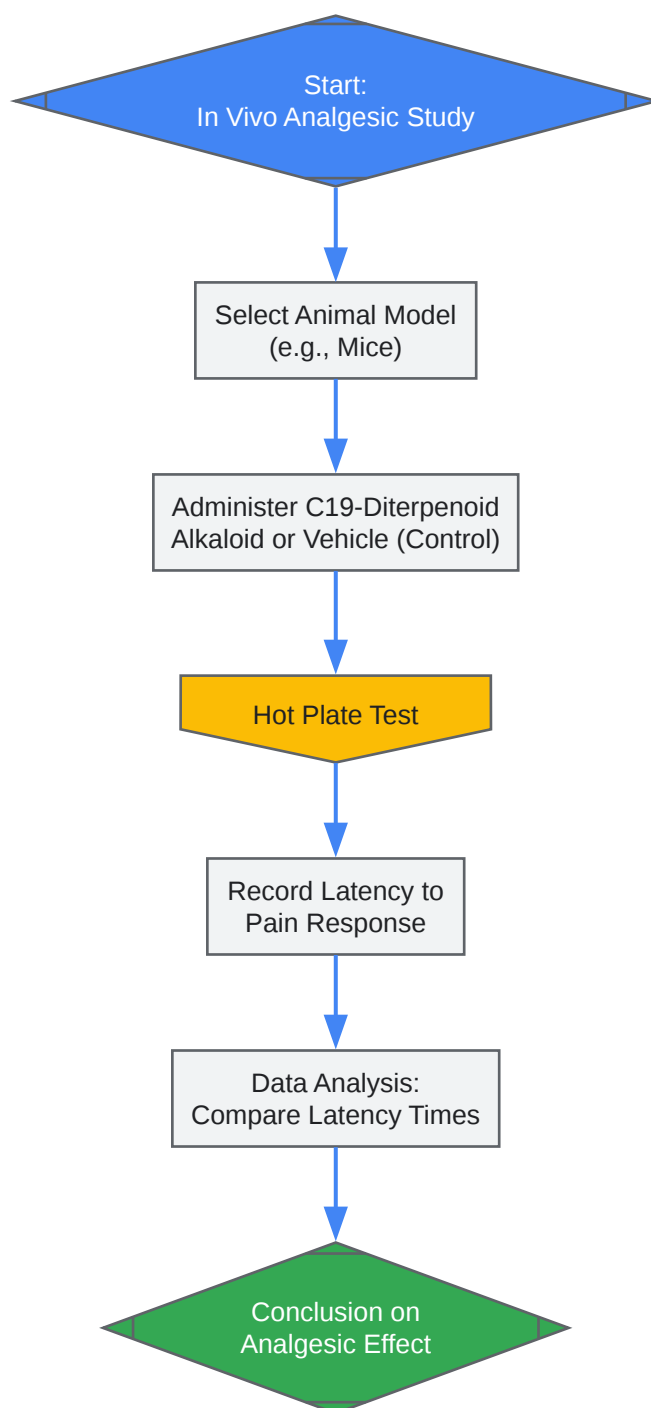 Start:
In Vivo Analgesic Study
Select Animal Model
(e.g., Mice)
Administer C19-Diterpenoid
Alkaloid or Vehicle (Control)
Hot Plate Test
Record Latency to
Pain Response
Data Analysis:
Compare Latency Times
Conclusion on
Analgesic Effect